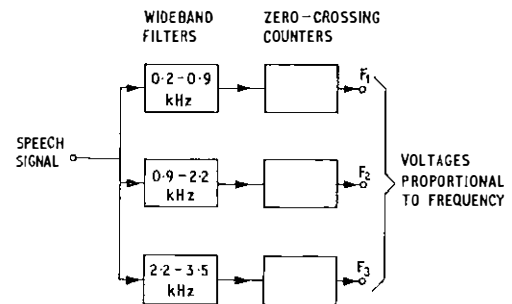 WIDEBAND
FILTERS
ZERO-CROSSING
COUNTERS
SPEECH
SIGNAL
0·2-0·9
kHz
F1
0·9-2·2
kHz
F2
2·2-3·5
kHz
F3
VOLTAGES
PROPORTIONAL
TO FREQUENCY